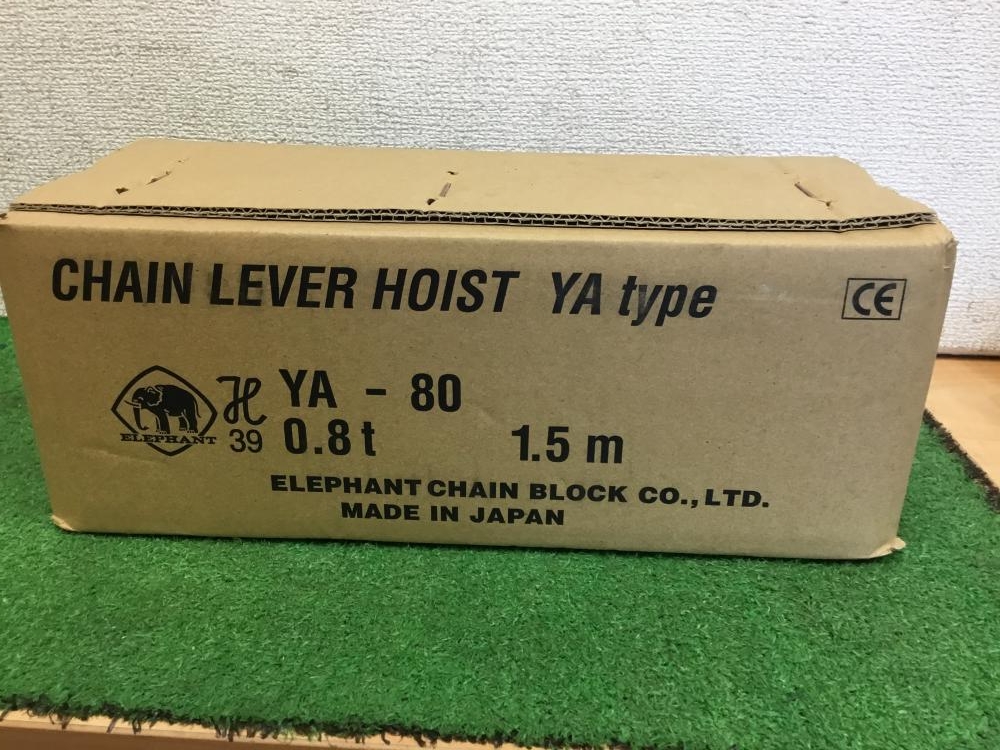 CHAIN LEVER HOIST YA type
CE
ELEPHANT
H
39
YA - 80
0.8 t 1.5 m
ELEPHANT CHAIN BLOCK CO., LTD.
MADE IN JAPAN